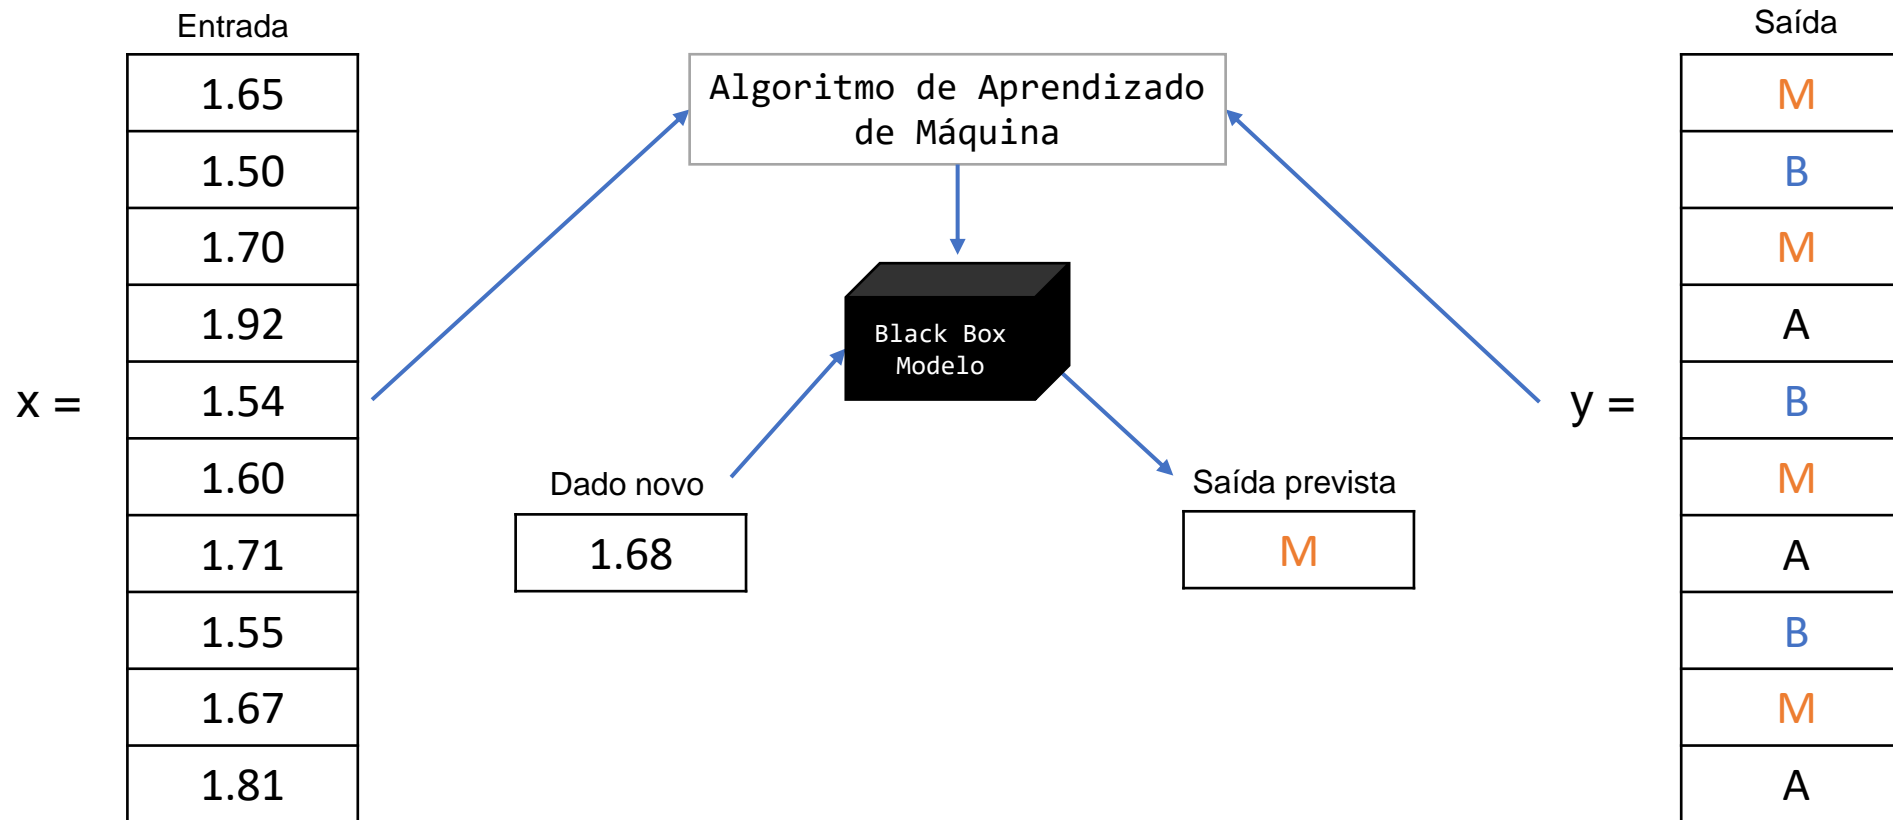 Entrada
Saída
1.65
1.50
1.70
1.92
1.54
1.60
1.71
1.55
1.67
1.81
x =
Algoritmo de Aprendizado
de Máquina
Black Box
Modelo
Dado novo
1.68
Saída prevista
M
y =
M
B
M
A
B
M
A
B
M
A